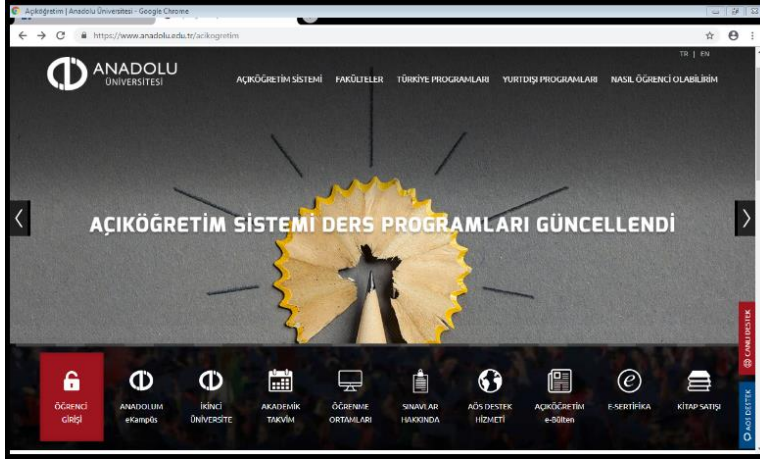 Açıköğretim | Anadolu Üniversitesi - Google Chrome
https://www.anadolu.edu.tr/acikogretim
TR | EN
ANADOLU
ÜNİVERSİTESİ
AÇIKÖĞRETİM SİSTEMİ FAKÜLTELER TÜRKİYE PROGRAMLARI YURTDIŞI PROGRAMLARI NASIL ÖĞRENCİ OLABİLİRİM
AÇIKÖĞRETİM SİSTEMİ DERS PROGRAMLARI GÜNCELLENDİ
CANLI DESTEK
AOS DESTEK
ÖĞRENCİ
GİRİŞİ
ANADOLUM
eKampüs
İKİNCİ
ÜNİVERSİTE
AKADEMİK
TAKVİM
ÖĞRENME
ORTAMLARI
SINAVLAR
HAKKINDA
AÖS DESTEK
HİZMETİ
AÇIKÖĞRETİM
e-Bülten
E-SERTİFİKA
KİTAP SATIŞI